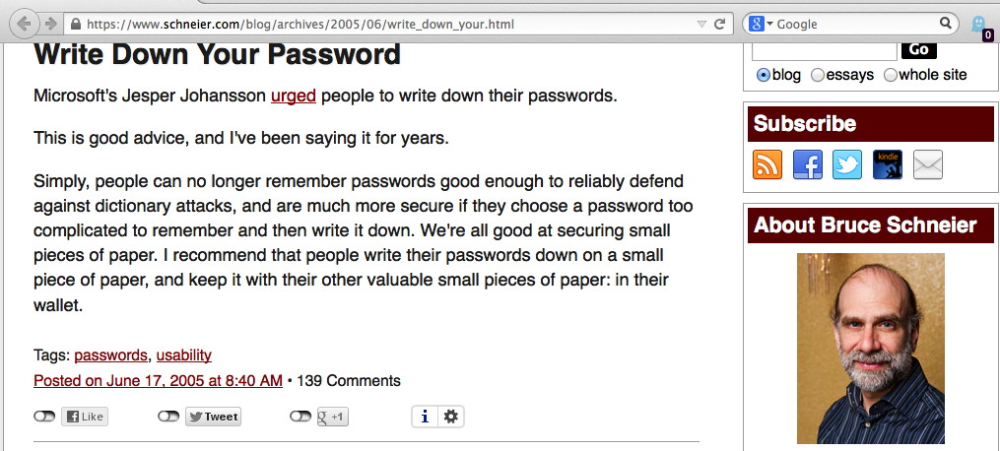 https://www.schneier.com/blog/archives/2005/06/write_down_your.html
Google
0
Write Down Your Password
Microsoft's Jesper Johansson urged people to write down their passwords.
This is good advice, and I've been saying it for years.
Simply, people can no longer remember passwords good enough to reliably defend
against dictionary attacks, and are much more secure if they choose a password too
complicated to remember and then write it down. We're all good at securing small
pieces of paper. I recommend that people write their passwords down on a small
piece of paper, and keep it with their other valuable small pieces of paper: in their
wallet.
Tags: passwords, usability
Posted on June 17, 2005 at 8:40 AM • 139 Comments
Like
Tweet
+1
i
Go
blog essays whole site
Subscribe
kindle
About Bruce Schneier